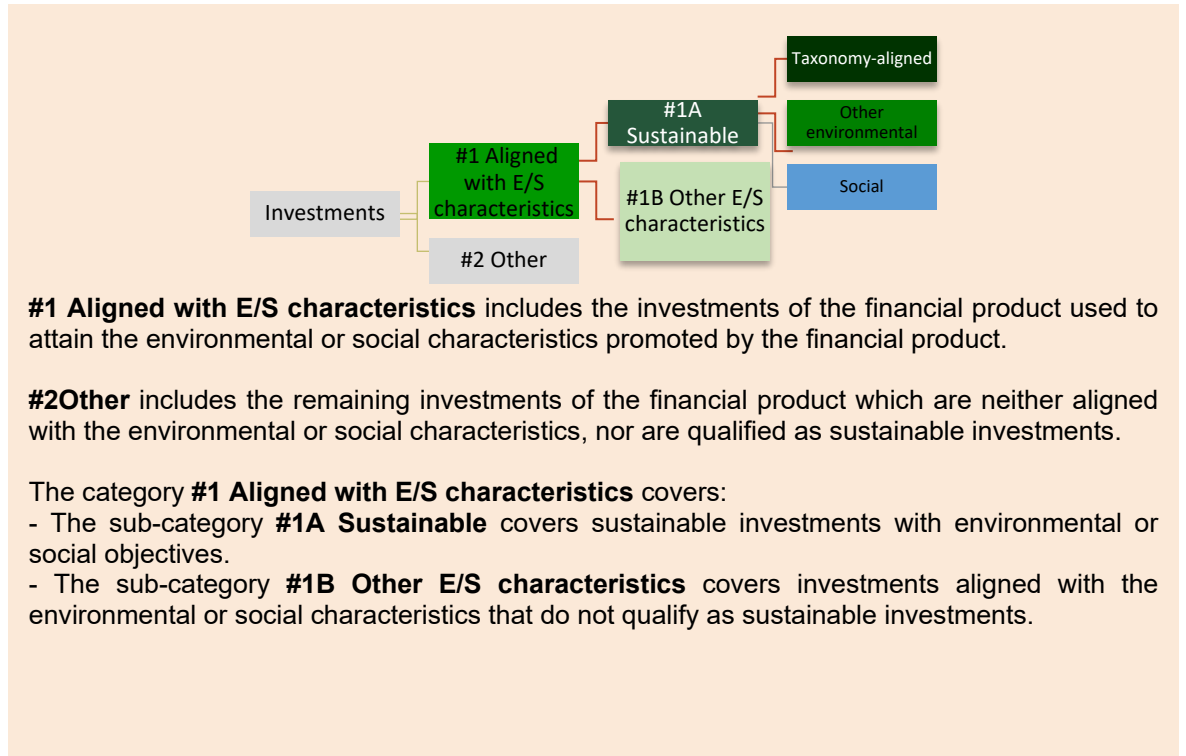 Taxonomy-aligned
#1A
Sustainable
Other
environmental
#1 Aligned
with E/S
characteristics
Social
#1B Other E/S
characteristics
Investments
#2 Other
#1 Aligned with E/S characteristics includes the investments of the financial product used to
attain the environmental or social characteristics promoted by the financial product.
#2Other includes the remaining investments of the financial product which are neither aligned
with the environmental or social characteristics, nor are qualified as sustainable investments.
The category #1 Aligned with E/S characteristics covers:
- The sub-category #1A Sustainable covers sustainable investments with environmental or
social objectives.
- The sub-category #1B Other E/S characteristics covers investments aligned with the
environmental or social characteristics that do not qualify as sustainable investments.